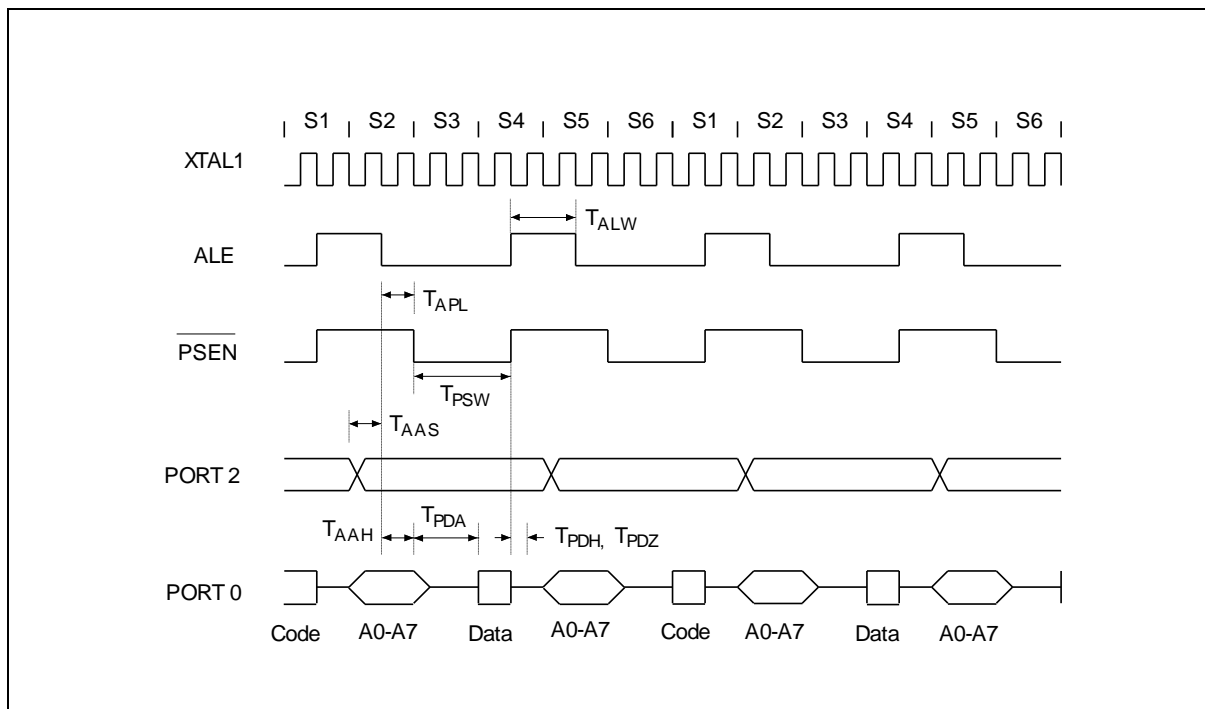 S1 S2 S3 S4 S5 S6 S1 S2 S3 S4 S5 S6
XTAL1
TALW
ALE
TAPL
PSEN
TPSW
TAAS
PORT 2
TAAH TPDA TPDH, TPDZ
PORT 0
Code A0-A7 Data A0-A7 Code A0-A7 Data A0-A7